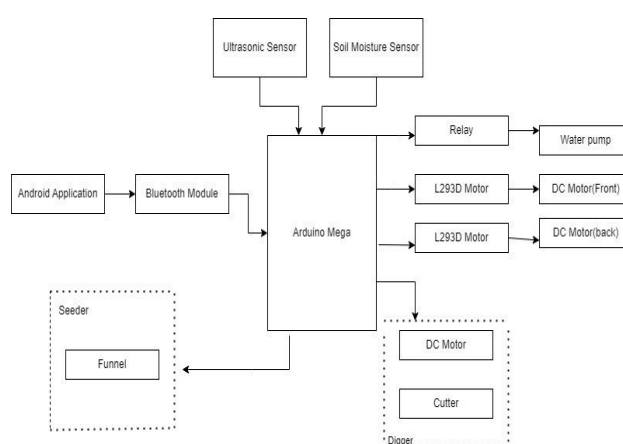 Ultrasonic Sensor
Soil Moisture Sensor
Relay
Water pump
Android Application
Bluetooth Module
L293D Motor
DC Motor(Front)
Arduino Mega
L293D Motor
DC Motor(back)
Seeder
Funnel
DC Motor
Cutter
Digger